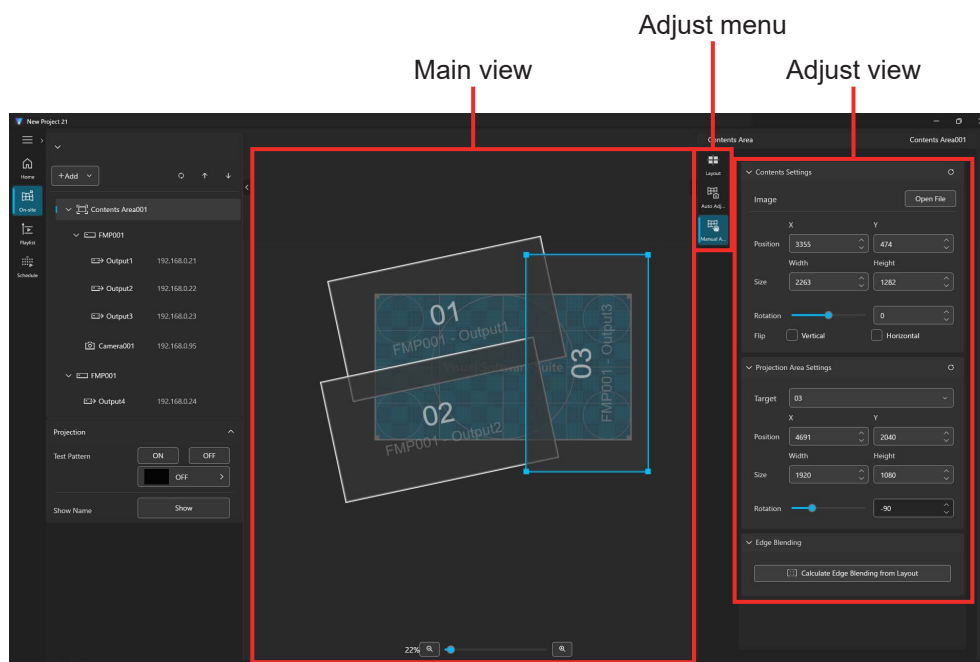 Adjust menu
Main view
Adjust view
New Project 21
Contents Area
Contents Area001
Home
On-site
Playlist
Schedule
+Add
Contents Area001
FMP001
Output1 192.168.0.21
Output2 192.168.0.22
Output3 192.168.0.23
Camera001 192.168.0.95
FMP001
Output4 192.168.0.24
Projection
Test Pattern ON OFF
OFF
Show Name Show
01
FMP001 - Output1
02
FMP001 - Output2
03
FMP001 - Output3
Suite
22%
Layout
Auto Adj...
Manual A...
Contents Settings
Image Open File
X Y
Position 3355 474
Width Height
Size 2263 1282
Rotation 0
Flip Vertical Horizontal
Projection Area Settings
Target 03
X Y
Position 4691 2040
Width Height
Size 1920 1080
Rotation -90
Edge Blending
Calculate Edge Blending from Layout